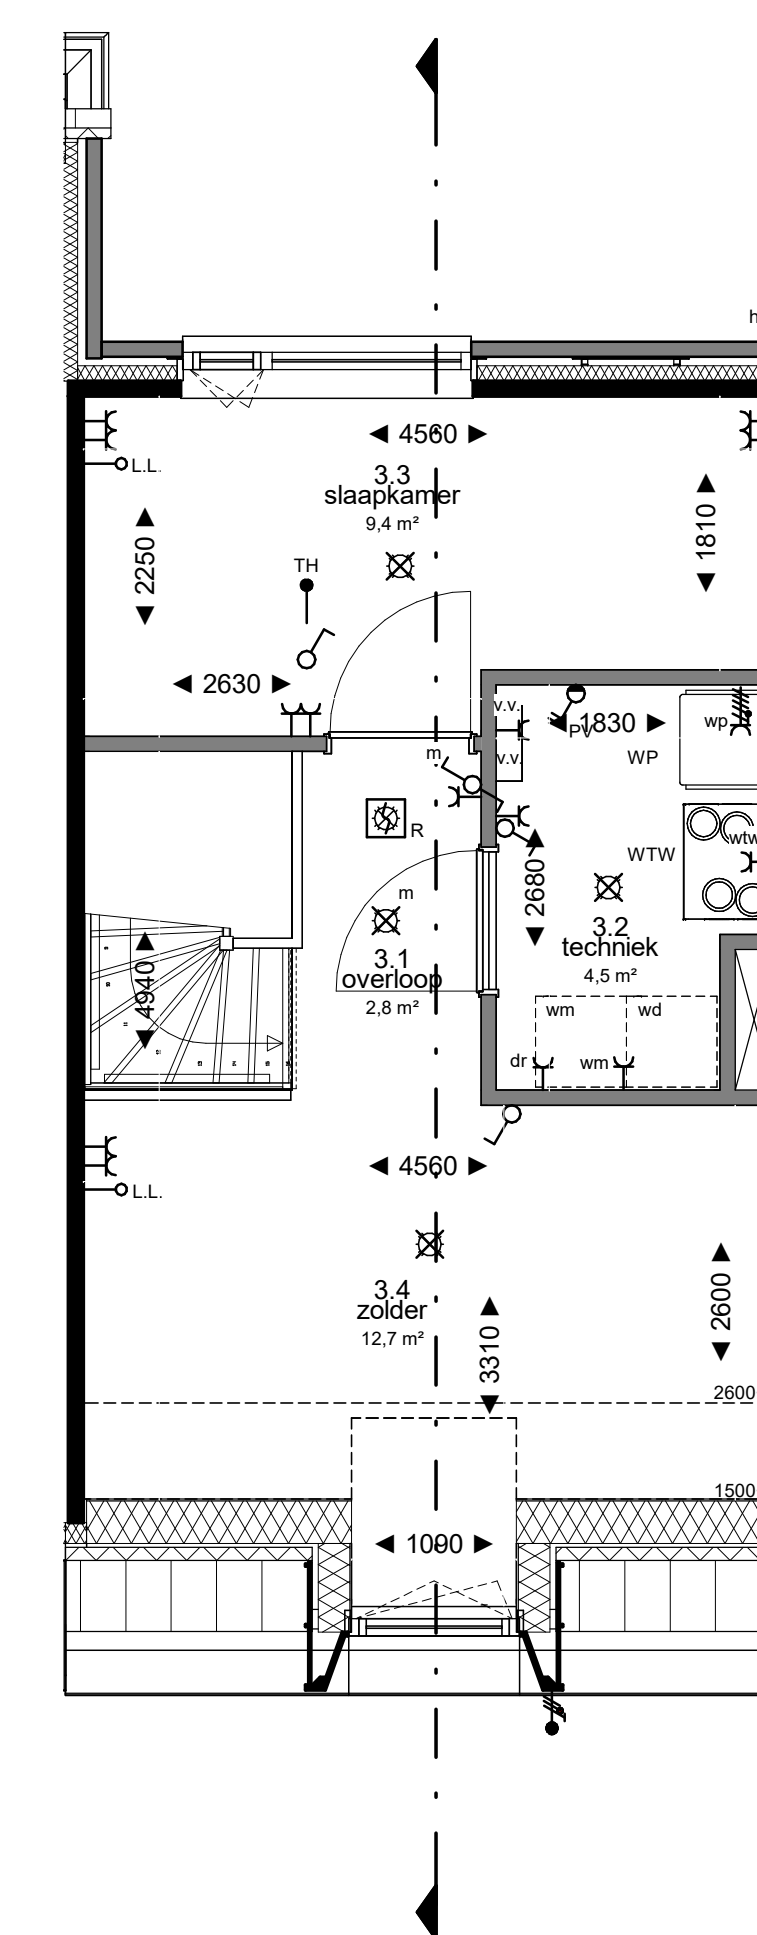 h
4560
L.L.
3.3
slaapkamer
9,4 m²
2250
1810
TH
2630
v.v.
1830
PV
wp
m
v.v.
WP
R
wtw
WTW
m
2680
3.2
techniek
4,5 m²
3.1
overloop
2,8 m²
4940
wm
wd
dr
wm
4560
L.L.
3.4
zolder
12,7 m²
2600
3310
2600
1500
1090